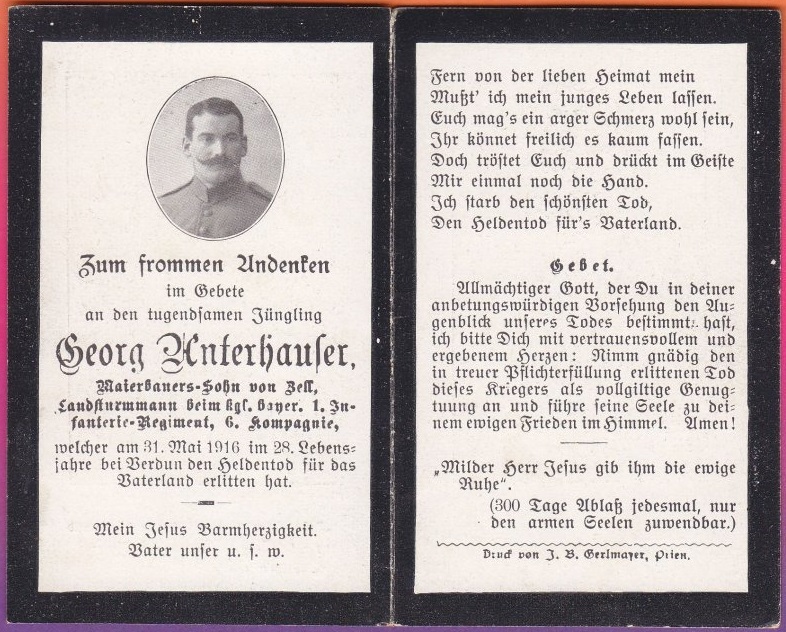 Zum frommen Andenken
im Gebete
an den tugendsamen Jüngling
Georg Unterhauser,
Maierbauers-Sohn von Zell,
Landsturmmann beim kgl. bayer. 1. In-
fanterie-Regiment, 6. Kompagnie,
welcher am 31. Mai 1916 im 28. Lebens-
jahre bei Verdun den Heldentod für das
Vaterland erlitten hat.
Mein Jesus Barmherzigkeit.
Vater unser u. s. w.
Fern von der lieben Heimat mein
Mußt' ich mein junges Leben lassen.
Euch mag's ein arger Schmerz wohl sein,
Ihr könnet freilich es kaum fassen.
Doch tröstet Euch und drückt im Geiste
Mir einmal noch die Hand.
Ich starb den schönsten Tod,
Den Heldentod für's Vaterland.
Gebet.
Allmächtiger Gott, der Du in deiner
anbetungswürdigen Vorsehung den Au-
genblick unseres Todes bestimmt hast,
ich bitte Dich mit vertrauensvollem und
ergebenem Herzen: Nimm gnädig den
in treuer Pflichterfüllung erlittenen Tod
dieses Kriegers als vollgiltige Genug-
tuung an und führe seine Seele zu dei-
nem ewigen Frieden im Himmel. Amen!
„Milder Herr Jesus gib ihm die ewige
Ruhe".
(300 Tage Ablaß jedesmal, nur
den armen Seelen zuwendbar.)
Druck von J. B. Gerlmayer, Prien.